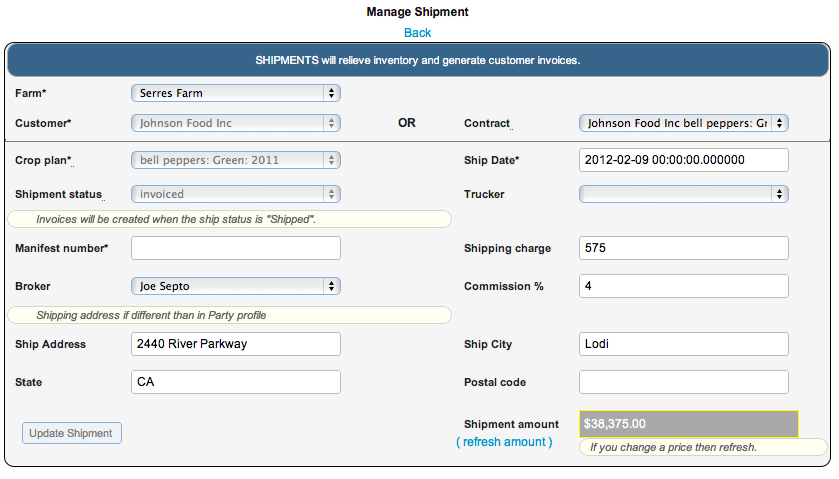 Manage Shipment
Back
SHIPMENTS will relieve inventory and generate customer invoices.
Farm* Serres Farm
Customer* Johnson Food Inc OR Contract Johnson Food Inc bell peppers: Gr
Crop plan* bell peppers: Green: 2011 Ship Date* 2012-02-09 00:00:00.000000
Shipment status invoiced Trucker
Invoices will be created when the ship status is "Shipped".
Manifest number* Shipping charge 575
Broker Joe Septo Commission % 4
Shipping address if different than in Party profile
Ship Address 2440 River Parkway Ship City Lodi
State CA Postal code
Shipment amount $38,375.00
Update Shipment ( refresh amount ) If you change a price then refresh.